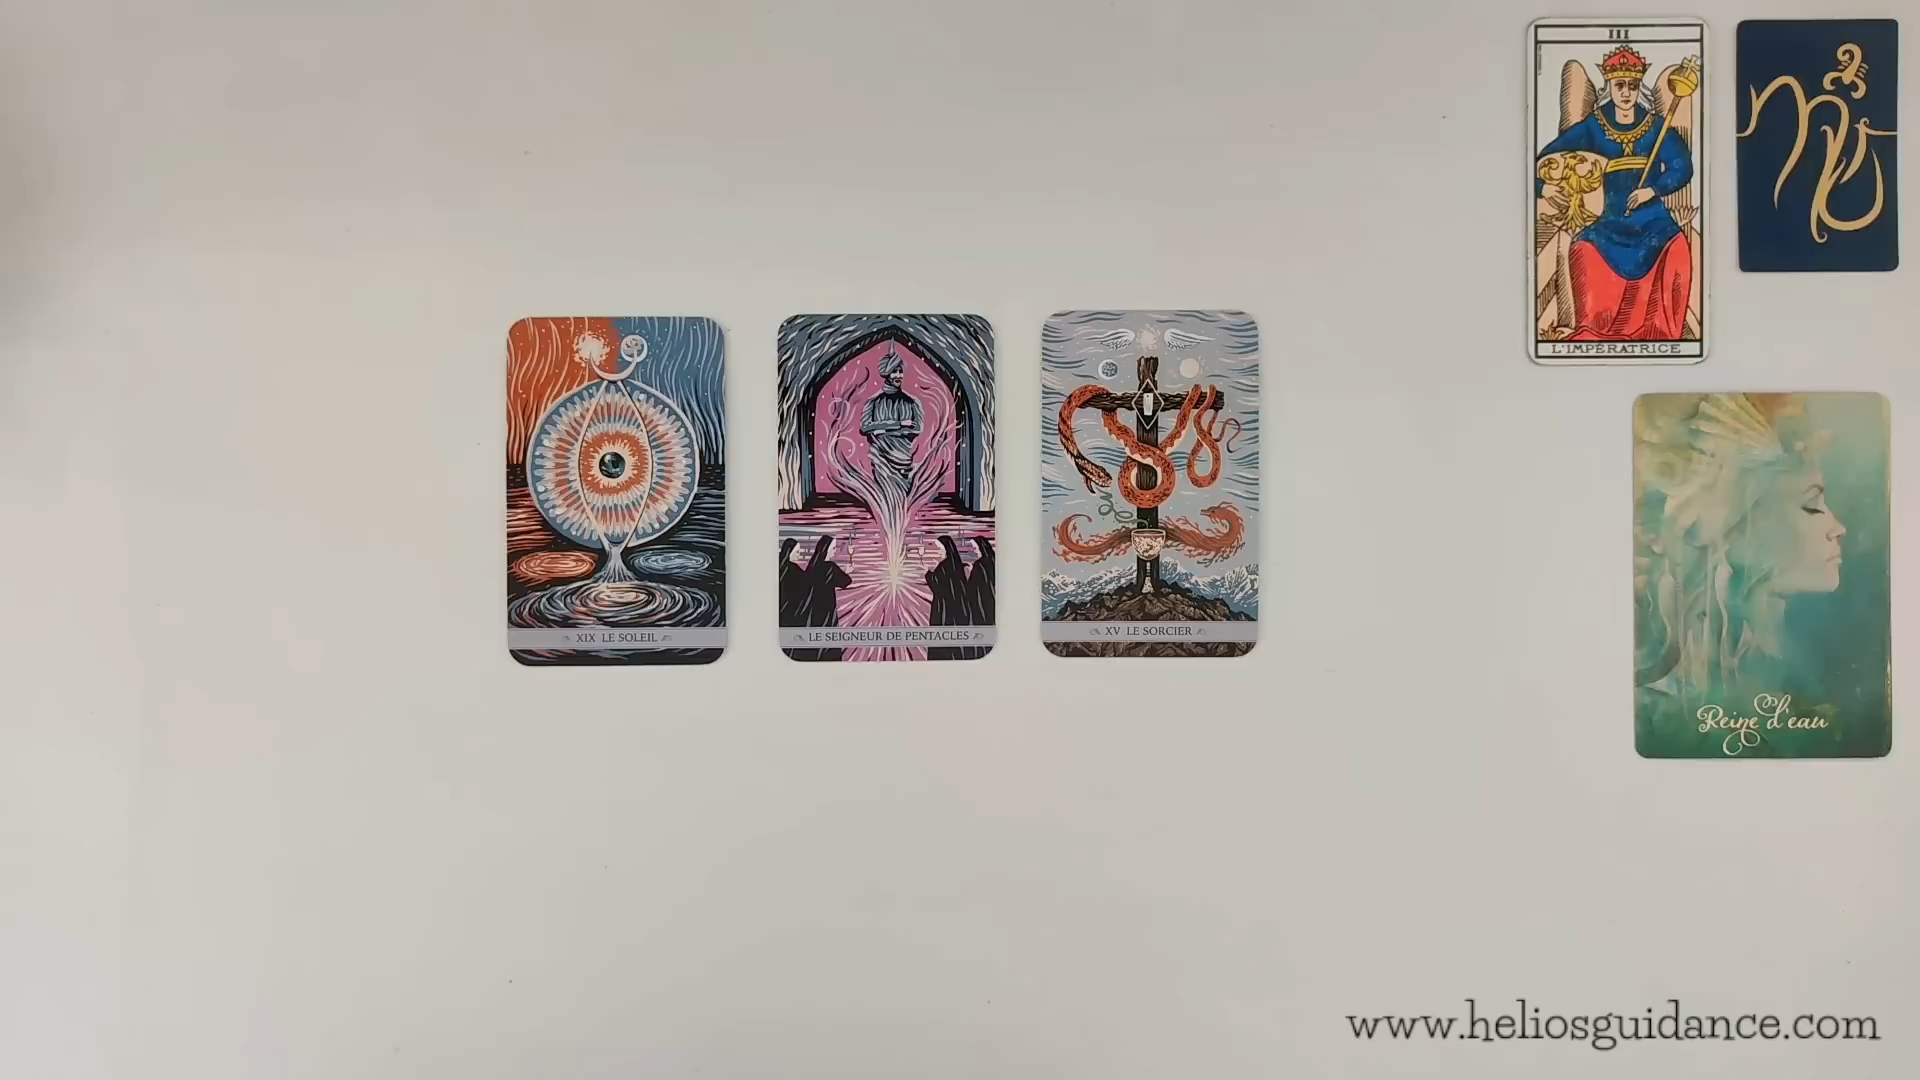 III
L'IMPÉRATRICE
XIX LE SOLEIL
LE SEIGNEUR DE PENTACLES
XV LE SORCIER
Reine d'eau
www.heliosguidance.com